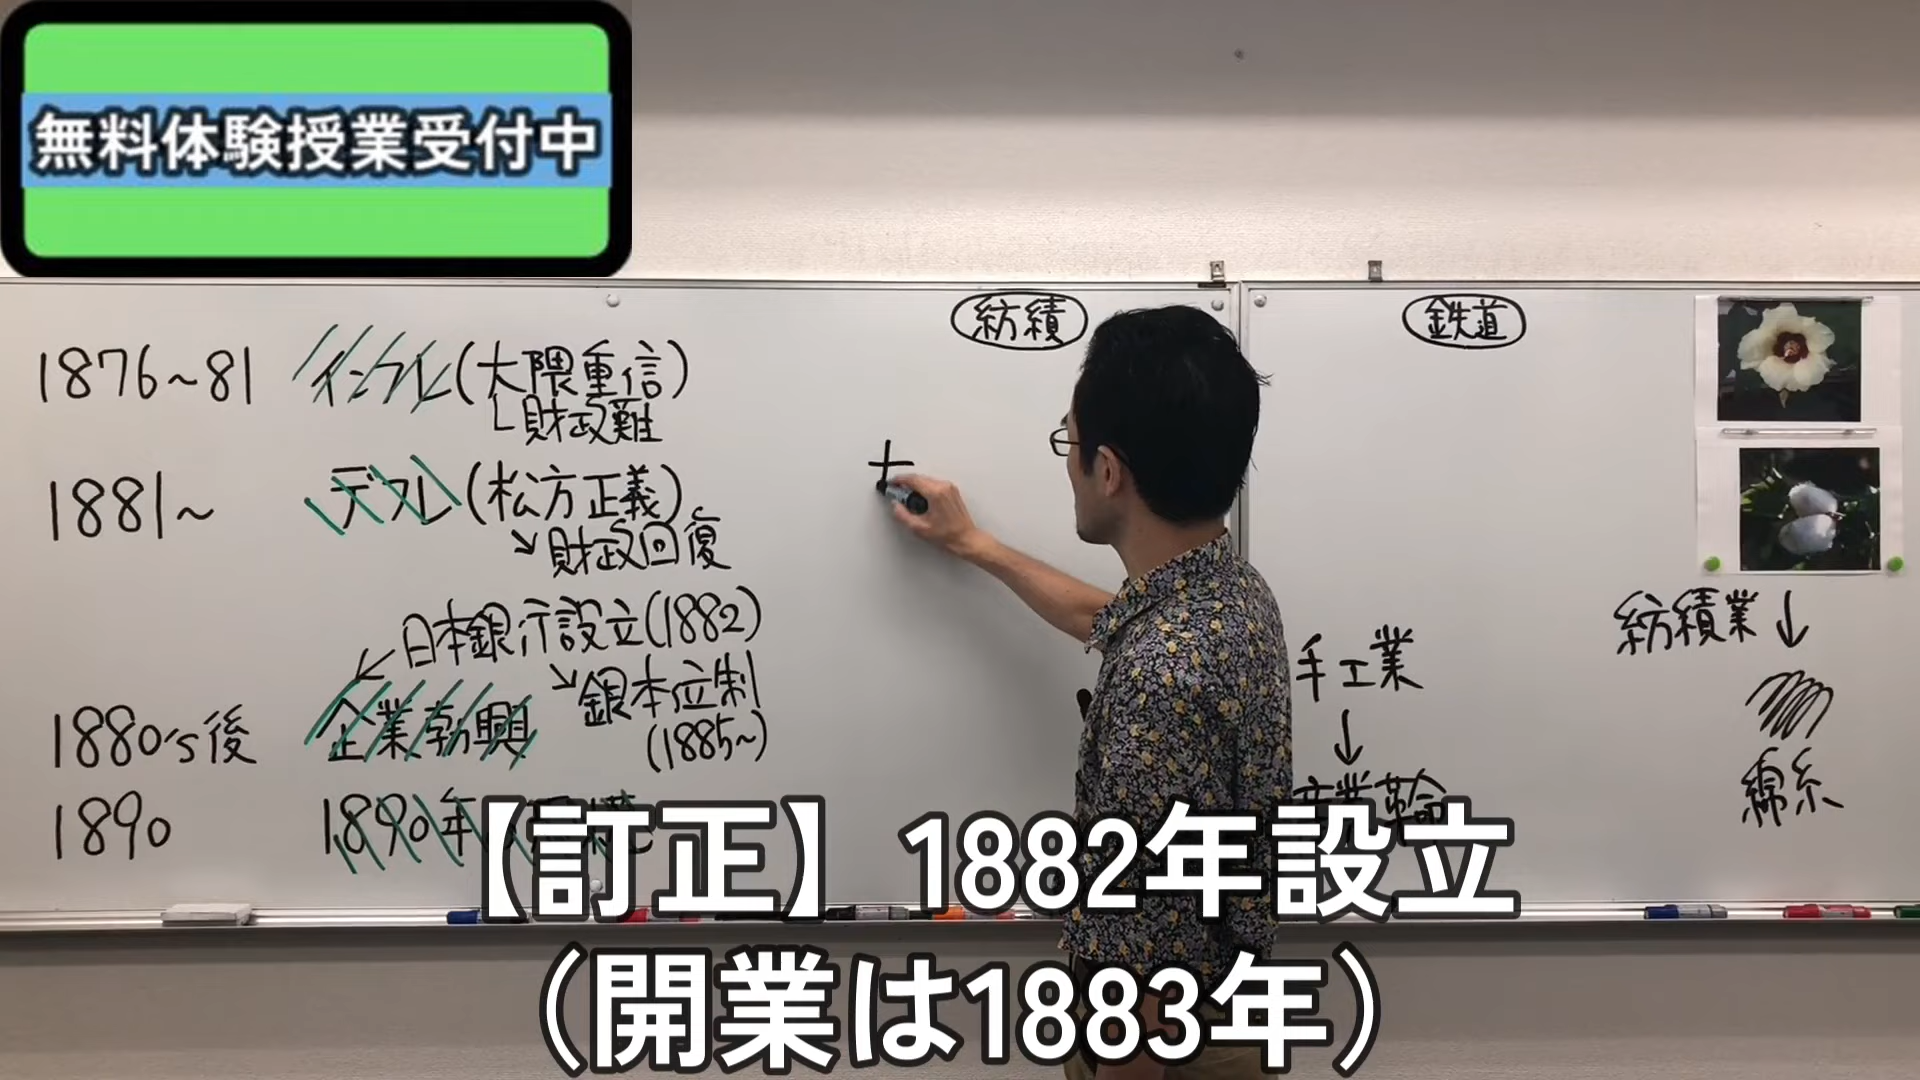 無料体験授業受付中
紡績
鉄道
1876~81 インフレ(大隈重信)
財政難
1881~ デフレ(松方正義)
↘財政回復
日本銀行設立(1882)
↘銀本位制
(1885~)
1880's後 企業勃興
1890 1890年
手工業
↓
産業革命
紡績業↓
綿糸
【訂正】1882年設立
(開業は1883年)